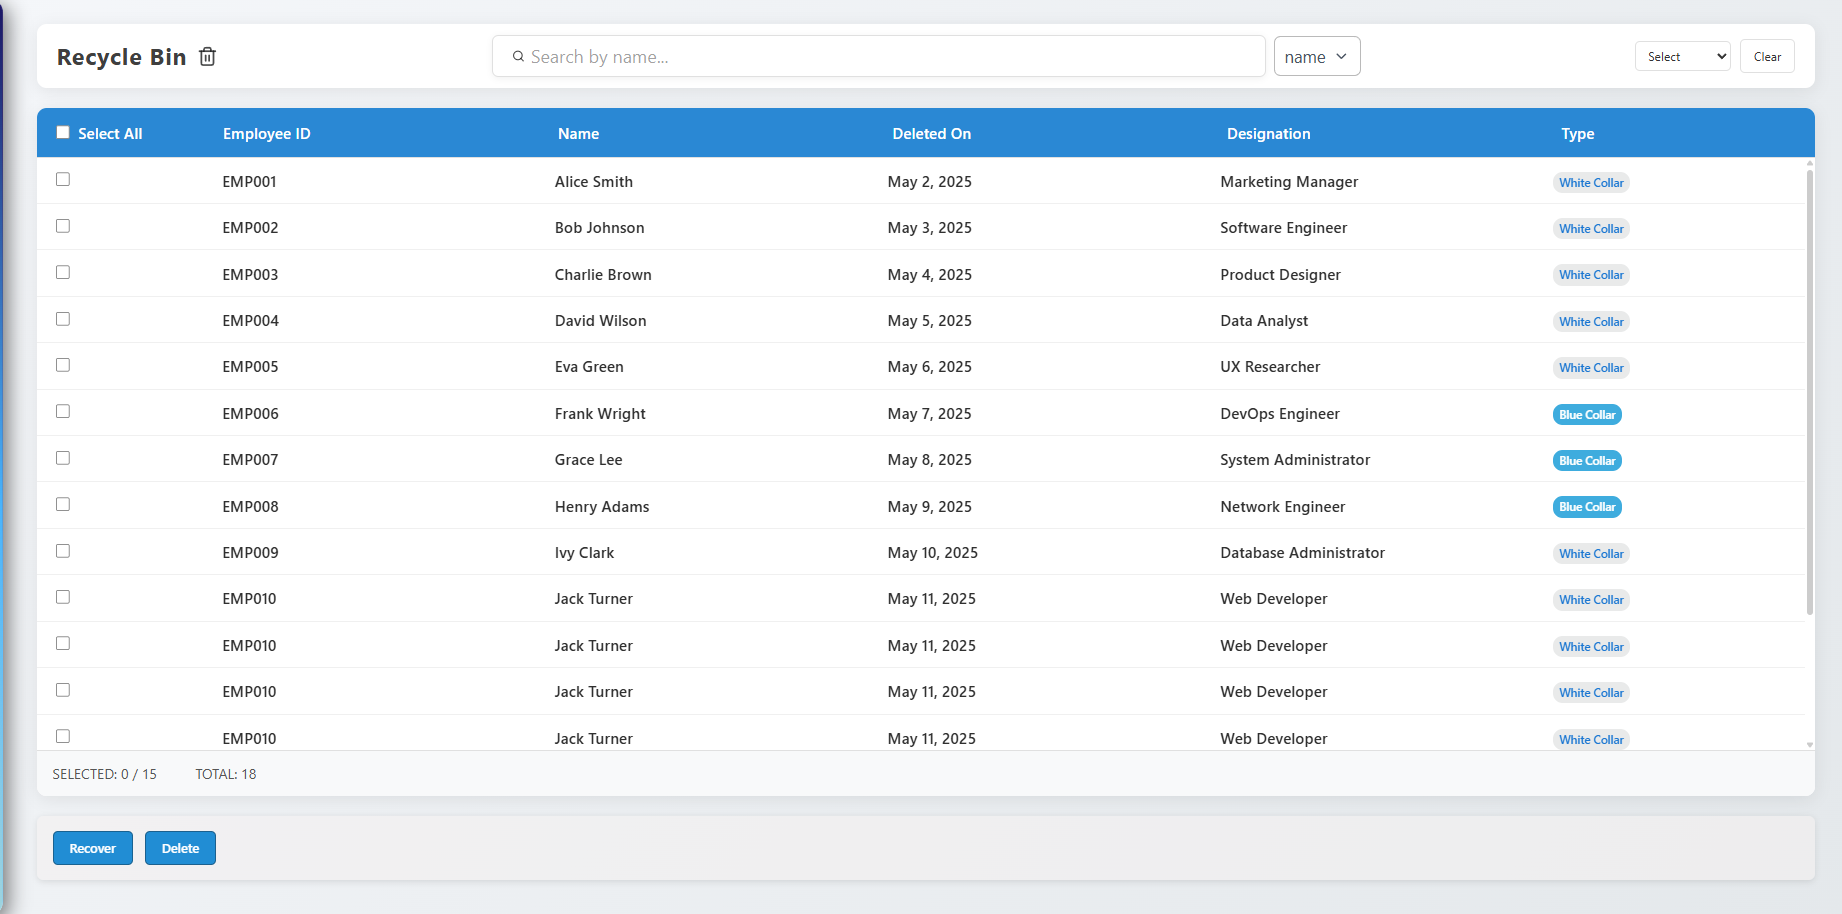 Recycle Bin Search by name... name Select Clear
Select All Employee ID Name Deleted On Designation Type
EMP001 Alice Smith May 2, 2025 Marketing Manager White Collar
EMP002 Bob Johnson May 3, 2025 Software Engineer White Collar
EMP003 Charlie Brown May 4, 2025 Product Designer White Collar
EMP004 David Wilson May 5, 2025 Data Analyst White Collar
EMP005 Eva Green May 6, 2025 UX Researcher White Collar
EMP006 Frank Wright May 7, 2025 DevOps Engineer Blue Collar
EMP007 Grace Lee May 8, 2025 System Administrator Blue Collar
EMP008 Henry Adams May 9, 2025 Network Engineer Blue Collar
EMP009 Ivy Clark May 10, 2025 Database Administrator White Collar
EMP010 Jack Turner May 11, 2025 Web Developer White Collar
EMP010 Jack Turner May 11, 2025 Web Developer White Collar
EMP010 Jack Turner May 11, 2025 Web Developer White Collar
EMP010 Jack Turner May 11, 2025 Web Developer White Collar
SELECTED: 0 / 15 TOTAL: 18
Recover Delete